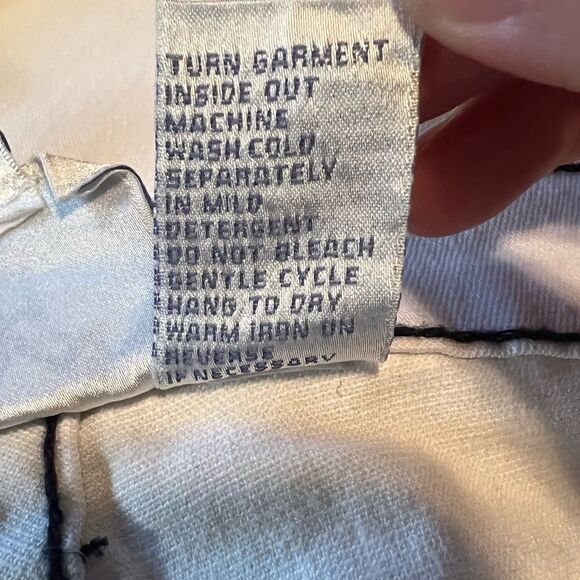 TURN GARMENT
INSIDE OUT
MACHINE
WASH COLD
SEPARATELY
IN MILD
DETERGENT
DO NOT BLEACH
GENTLE CYCLE
HANG TO DRY
WARM IRON ON
REVERSE
IF NECESSARY